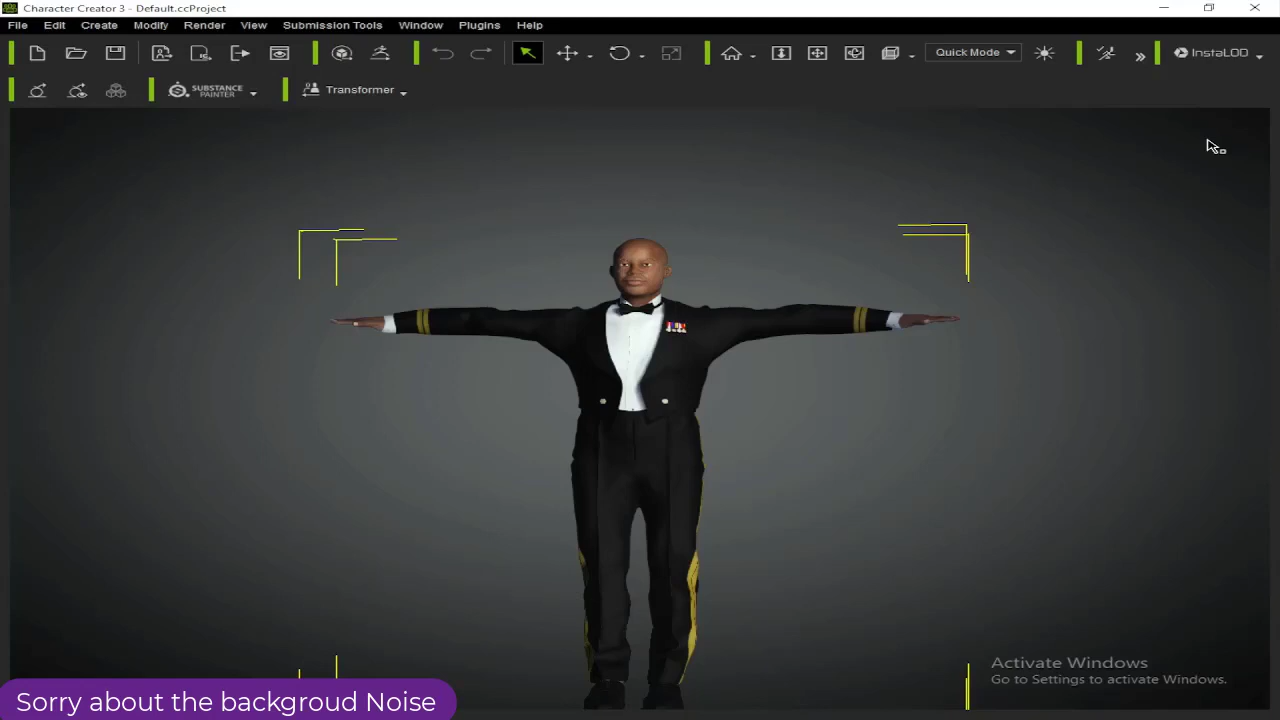 Character Creator 3 - Default.ccProject
File Edit Create Modify Render View Submission Tools Window Plugins Help
Quick Mode
InstaLOD
SUBSTANCE
PAINTER
Transformer
Activate Windows
Go to Settings to activate Windows.
Sorry about the backgroud Noise